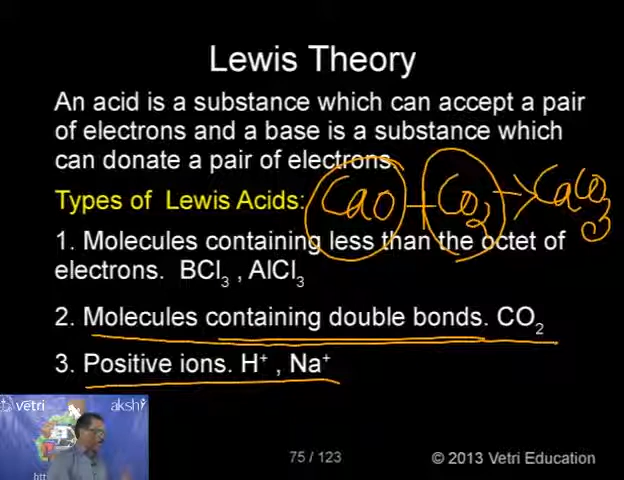 Lewis Theory
An acid is a substance which can accept a pair
of electrons and a base is a substance which
can donate a pair of electrons.
Types of Lewis Acids: CaO + CO2 → CaCO3
1. Molecules containing less than the octet of
electrons. BCl3 , AlCl3
2. Molecules containing double bonds. CO2
3. Positive ions. H+ , Na+
vetri akshi
htt
75 / 123 © 2013 Vetri Education